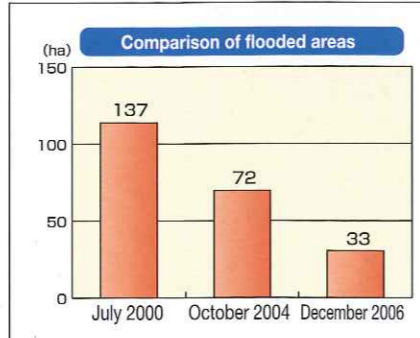 Comparison of flooded areas
(ha)
150
137
100
72
50
33
0
July 2000 October 2004 December 2006